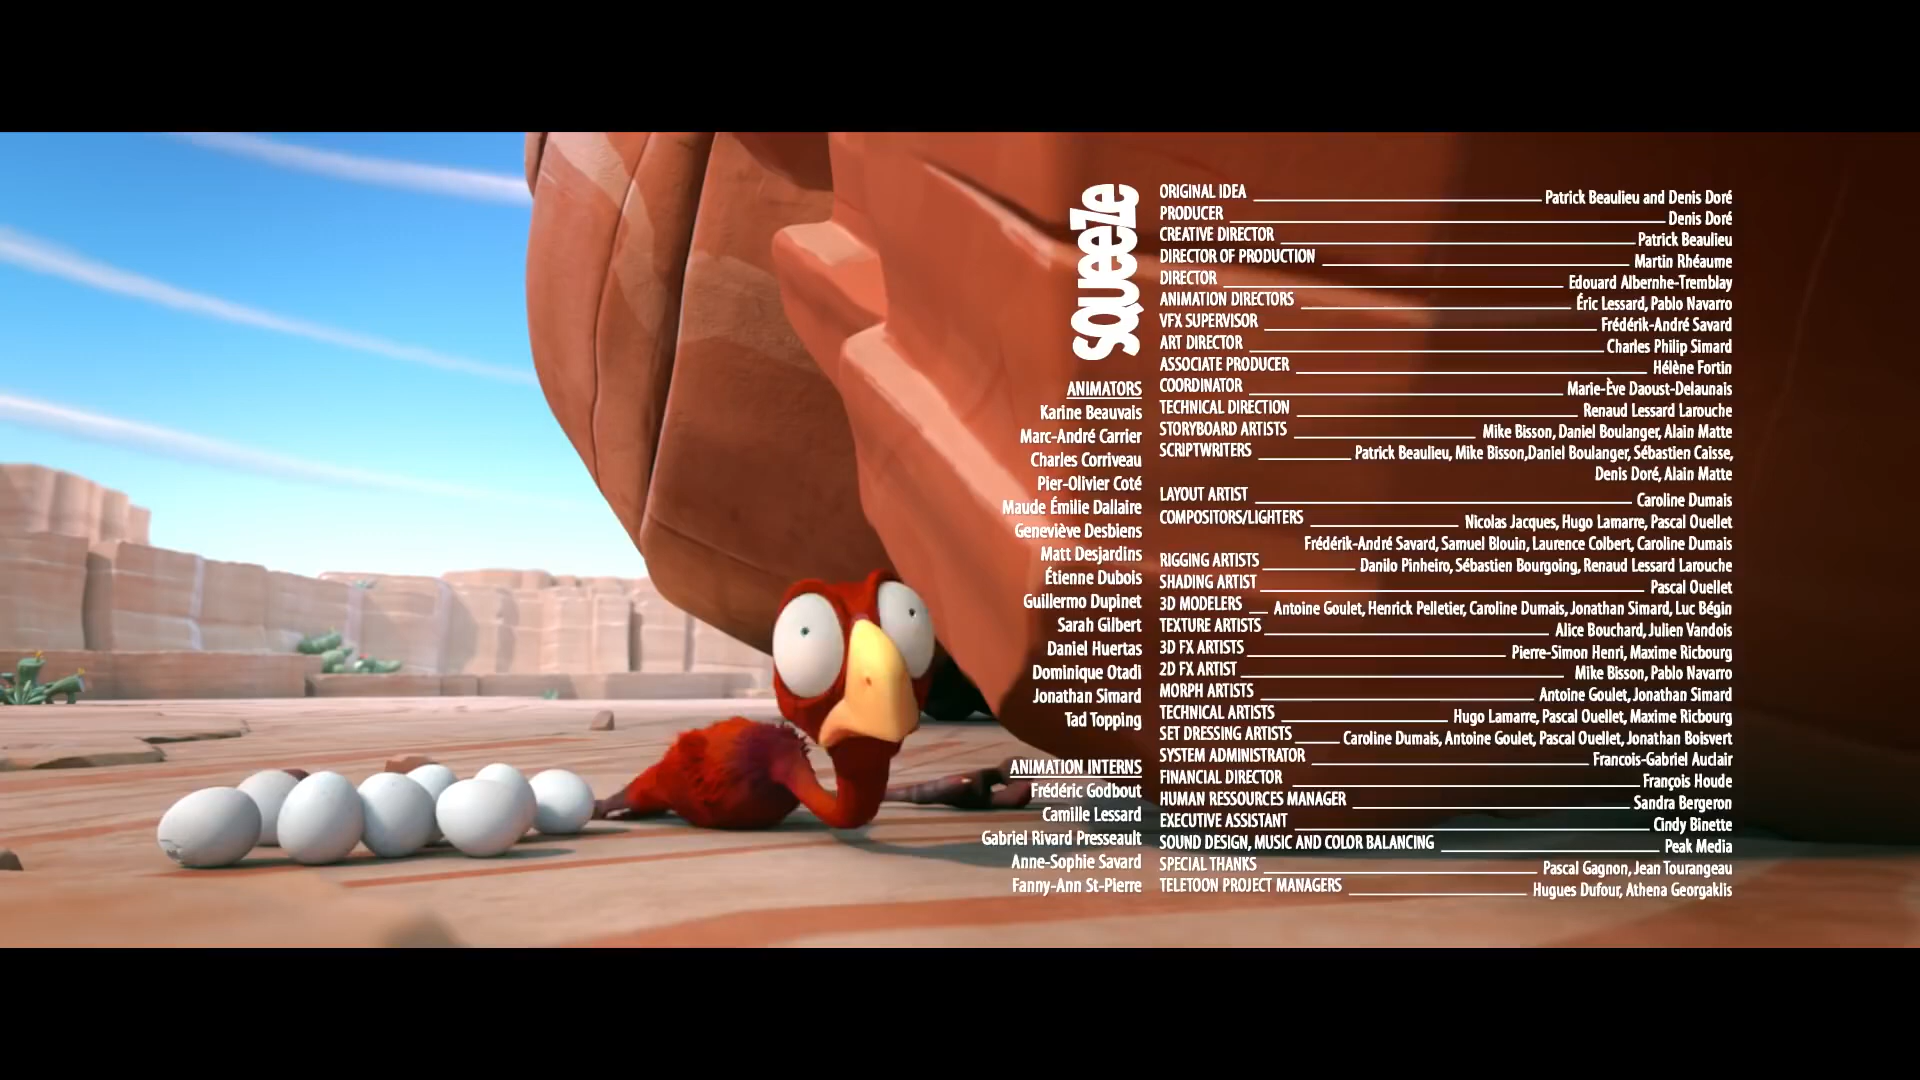 squeeze
ANIMATORS
Karine Beauvais
Marc-André Carrier
Charles Corriveau
Pier-Olivier Coté
Maude Émilie Dallaire
Geneviève Desbiens
Matt Desjardins
Étienne Dubois
Guillermo Dupinet
Sarah Gilbert
Daniel Huertas
Dominique Otadi
Jonathan Simard
Tad Topping
ANIMATION INTERNS
Frédéric Godbout
Camille Lessard
Gabriel Rivard Presseault
Anne-Sophie Savard
Fanny-Ann St-Pierre
ORIGINAL IDEA Patrick Beaulieu and Denis Doré
PRODUCER Denis Doré
CREATIVE DIRECTOR Patrick Beaulieu
DIRECTOR OF PRODUCTION Martin Rhéaume
DIRECTOR Edouard Albernhe-Tremblay
ANIMATION DIRECTORS Éric Lessard, Pablo Navarro
VFX SUPERVISOR Frédérik-André Savard
ART DIRECTOR Charles Philip Simard
ASSOCIATE PRODUCER Hélène Fortin
COORDINATOR Marie-Ève Daoust-Delaunais
TECHNICAL DIRECTION Renaud Lessard Larouche
STORYBOARD ARTISTS Mike Bisson, Daniel Boulanger, Alain Matte
SCRIPTWRITERS Patrick Beaulieu, Mike Bisson,Daniel Boulanger, Sébastien Caisse,
Denis Doré, Alain Matte
LAYOUT ARTIST Caroline Dumais
COMPOSITORS/LIGHTERS Nicolas Jacques, Hugo Lamarre, Pascal Ouellet
Frédérik-André Savard, Samuel Blouin, Laurence Colbert, Caroline Dumais
RIGGING ARTISTS Danilo Pinheiro, Sébastien Bourgoing, Renaud Lessard Larouche
SHADING ARTIST Pascal Ouellet
3D MODELERS Antoine Goulet, Henrick Pelletier, Caroline Dumais, Jonathan Simard, Luc Bégin
TEXTURE ARTISTS Alice Bouchard, Julien Vandois
3D FX ARTISTS Pierre-Simon Henri, Maxime Ricbourg
2D FX ARTIST Mike Bisson, Pablo Navarro
MORPH ARTISTS Antoine Goulet, Jonathan Simard
TECHNICAL ARTISTS Hugo Lamarre, Pascal Ouellet, Maxime Ricbourg
SET DRESSING ARTISTS Caroline Dumais, Antoine Goulet, Pascal Ouellet, Jonathan Boisvert
SYSTEM ADMINISTRATOR Francois-Gabriel Auclair
FINANCIAL DIRECTOR François Houde
HUMAN RESSOURCES MANAGER Sandra Bergeron
EXECUTIVE ASSISTANT Cindy Binette
SOUND DESIGN, MUSIC AND COLOR BALANCING Peak Media
SPECIAL THANKS Pascal Gagnon, Jean Tourangeau
TELETOON PROJECT MANAGERS Hugues Dufour, Athena Georgaklis